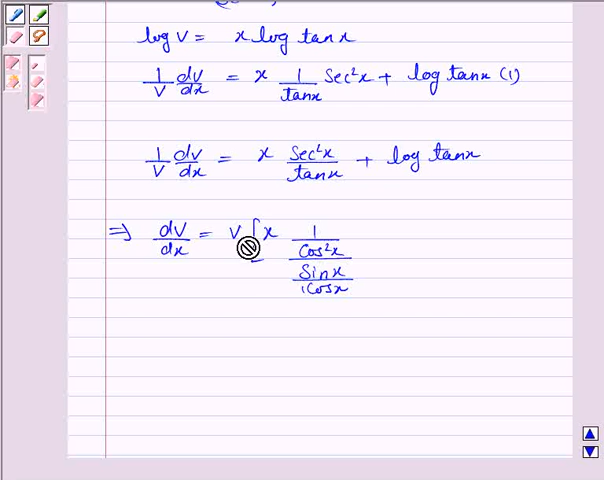 log V = x log tanx
1/V dV/dx = x 1/tanx Sec²x + log tanx (1)
1/V dv/dx = x Sec²x/tanx + log tanx
⇒ dV/dx = V [ x (1/Cos²x)/(Sinx/Cosx)